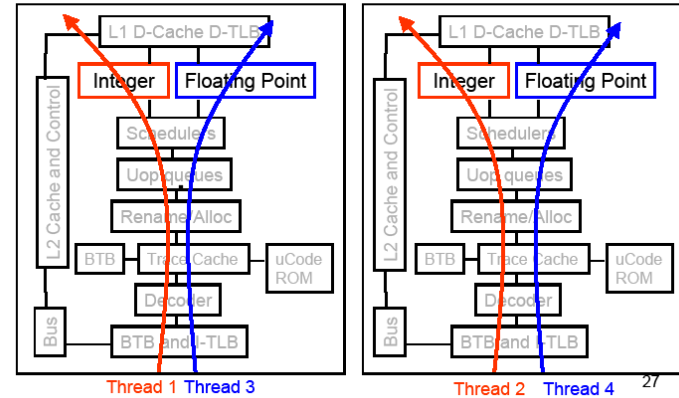 L1 D-Cache D-TLB
Integer
Floating Point
L2 Cache and Control
Schedulers
Uop queues
Rename/Alloc
BTB
Trace Cache
uCode
ROM
Decoder
Bus
BTB and I-TLB
Thread 1
Thread 3
L1 D-Cache D-TLB
Integer
Floating Point
L2 Cache and Control
Schedulers
Uop queues
Rename/Alloc
BTB
Trace Cache
uCode
ROM
Decoder
Bus
BTB and I-TLB
Thread 2
Thread 4
27